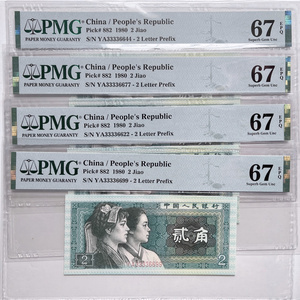 PMG China / People's Republic 67 EPQ
PAPER MONEY GUARANTY Pick# 882 1980 2 Jiao Superb Gem Unc
S/N YA33336644 - 2 Letter Prefix
PMG China / People's Republic 67 EPQ
PAPER MONEY GUARANTY Pick# 882 1980 2 Jiao Superb Gem Unc
S/N YA33336677 - 2 Letter Prefix
PMG China / People's Republic 67 EPQ
PAPER MONEY GUARANTY Pick# 882 1980 2 Jiao Superb Gem Unc
S/N YA33336622 - 2 Letter Prefix
PMG China / People's Republic 67 EPQ
PAPER MONEY GUARANTY Pick# 882 1980 2 Jiao Superb Gem Unc
S/N YA33336699 - 2 Letter Prefix
中国人民银行
贰角
2 2